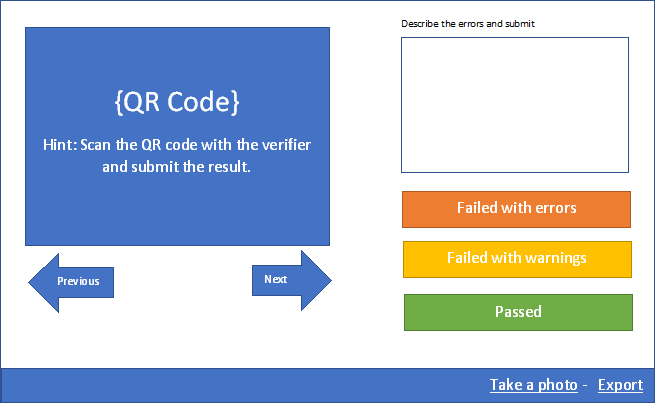 {QR Code}
Hint: Scan the QR code with the verifier
and submit the result.
Previous
Next
Describe the errors and submit
Failed with errors
Failed with warnings
Passed
Take a photo - Export